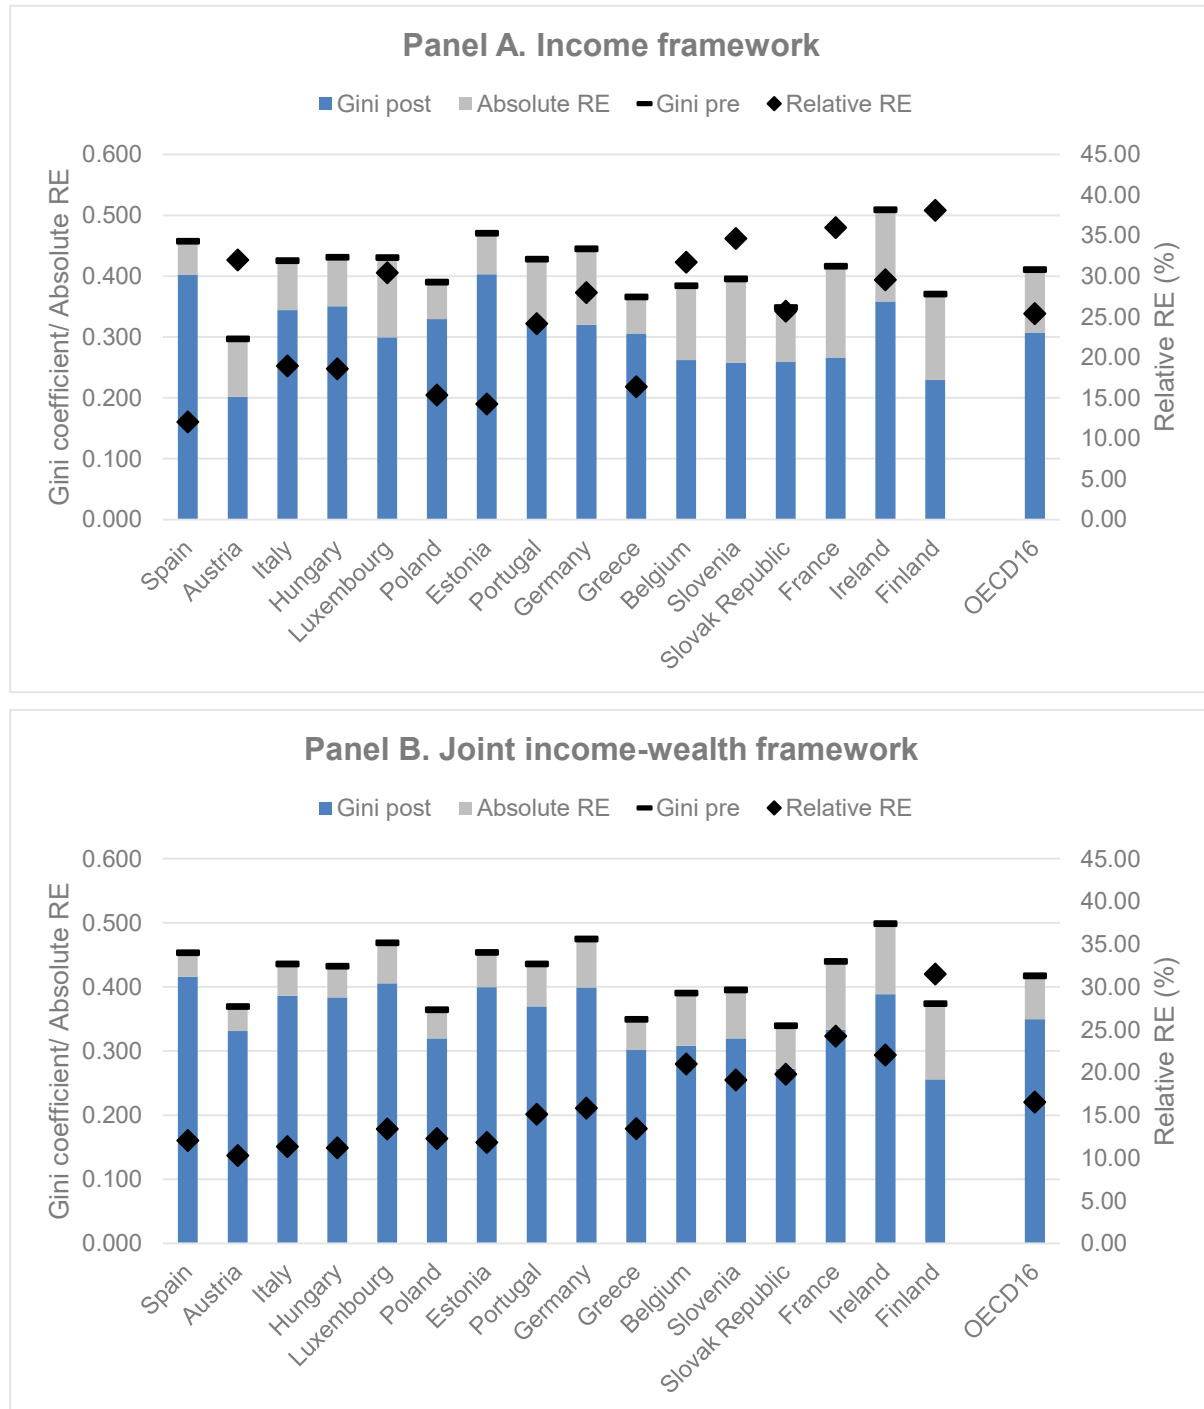 Panel A. Income framework
Gini post Absolute RE Gini pre Relative RE
Gini coefficient/ Absolute RE
0.600
0.500
0.400
0.300
0.200
0.100
0.000
45.00
40.00
35.00
30.00
25.00
20.00
15.00
10.00
5.00
0.00
Relative RE (%)
Spain
Austria
Italy
Hungary
Luxembourg
Poland
Estonia
Portugal
Germany
Greece
Belgium
Slovenia
Slovak Republic
France
Ireland
Finland
OECD16
Panel B. Joint income-wealth framework
Gini post Absolute RE Gini pre Relative RE
Gini coefficient/ Absolute RE
0.600
0.500
0.400
0.300
0.200
0.100
0.000
45.00
40.00
35.00
30.00
25.00
20.00
15.00
10.00
5.00
0.00
Relative RE (%)
Spain
Austria
Italy
Hungary
Luxembourg
Poland
Estonia
Portugal
Germany
Greece
Belgium
Slovenia
Slovak Republic
France
Ireland
Finland
OECD16